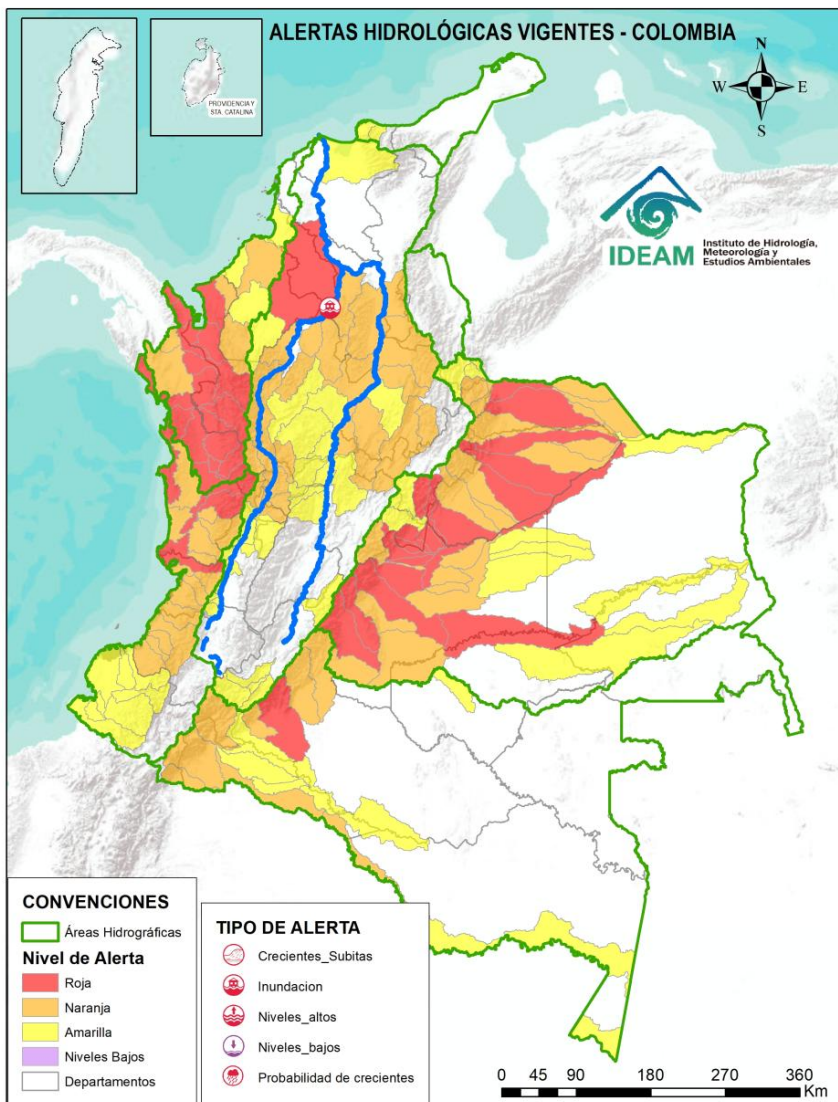 ALERTAS HIDROLÓGICAS VIGENTES - COLOMBIA
PROVIDENCIA Y
STA. CATALINA
N
W
E
S
IDEAM
Instituto de Hidrología,
Meteorología y
Estudios Ambientales
CONVENCIONES
Áreas Hidrográficas
Nivel de Alerta
Roja
Naranja
Amarilla
Niveles Bajos
Departamentos
TIPO DE ALERTA
Crecientes_Subitas
Inundacion
Niveles_altos
Niveles_bajos
Probabilidad de crecientes
0 45 90 180 270 360
Km